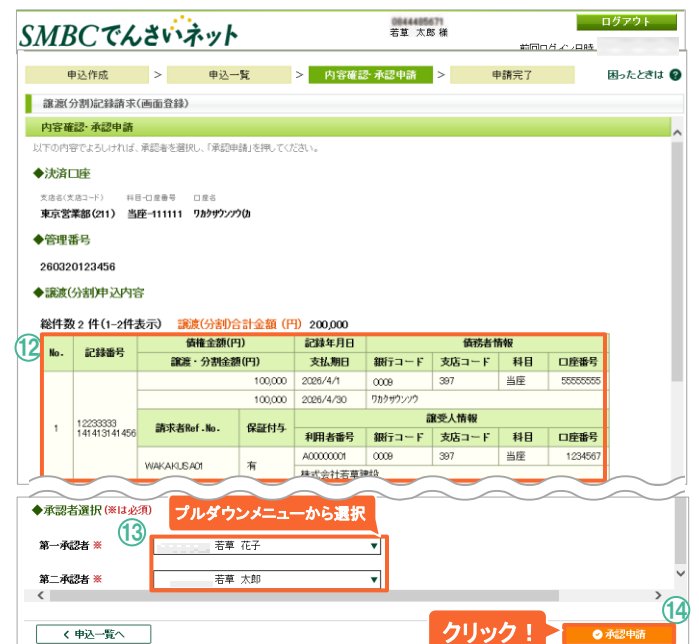 SMBCでんさいネット
若草 太郎 様
ログアウト
前回ログイン日時
申込作成 > 申込一覧 > 内容確認・承認申請 > 申請完了
困ったときは ?
譲渡(分割)記録請求(画面登録)
内容確認・承認申請
以下の内容でよろしければ、承認者を選択し、「承認申請」を押してください。
◆決済口座
支店名(支店コード) 科目-口座番号 口座名
東京営業部(211) 当座-111111 ワカクサソウソウ(カ
◆管理番号
260320123456
◆譲渡(分割)申込内容
総件数 2 件(1-2件表示) 譲渡(分割)合計金額 (円) 200,000
⑫
No. 記録番号 債権金額(円) 記録年月日 債務者情報
譲渡・分割金額(円) 支払期日 銀行コード 支店コード 科目 口座番号
100,000 2026/4/1 0009 397 当座 55555555
100,000 2026/4/30
1 12233333
141413141456
請求者Ref.No. 保証付与 譲受人情報
利用者番号 銀行コード 支店コード 科目 口座番号
WAKAKUSA01 有 A0000001 0009 397 当座 1234567
株式会社若草建設
◆承認者選択(※は必須)
⑬
プルダウンメニューから選択
第一承認者 ※ 若草 花子 ▼
第二承認者 ※ 若草 太郎 ▼
⑭
< 申込一覧へ
クリック！
承認申請